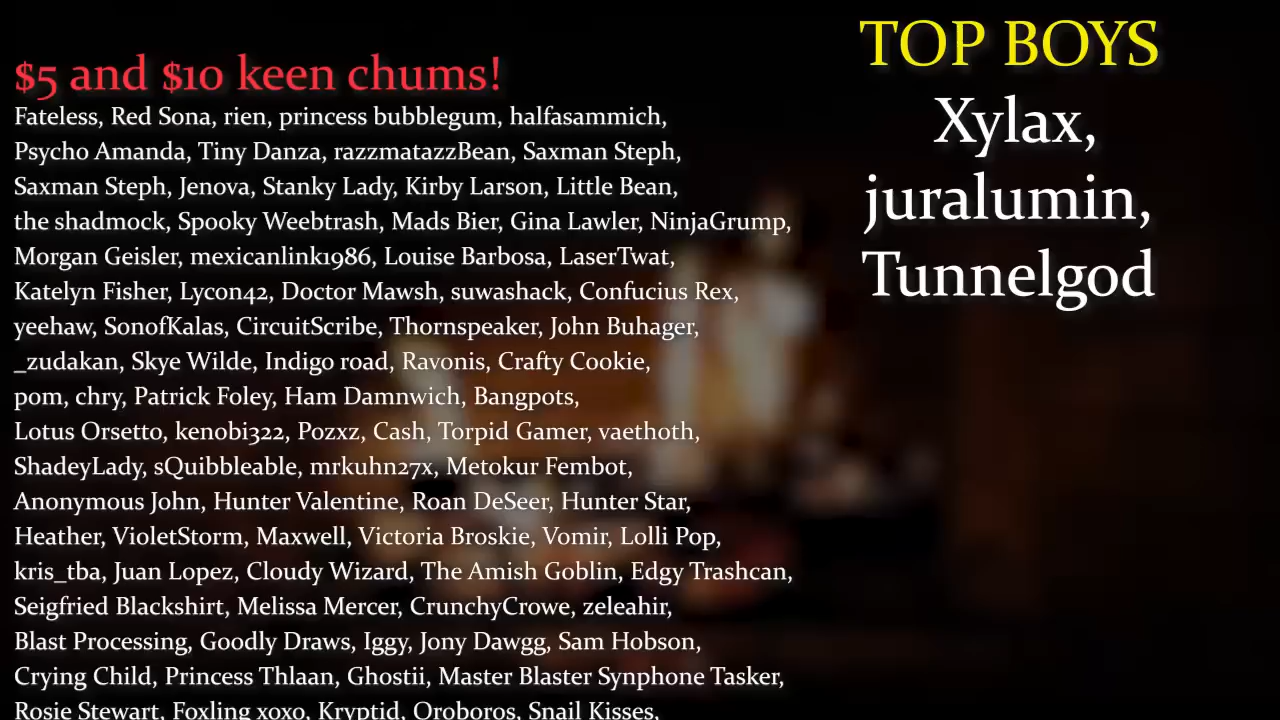 $5 and $10 keen chums!
Fateless, Red Sona, rien, princess bubblegum, halfasammich,
Psycho Amanda, Tiny Danza, razzmatazzBean, Saxman Steph,
Saxman Steph, Jenova, Stanky Lady, Kirby Larson, Little Bean,
the shadmock, Spooky Weebtrash, Mads Bier, Gina Lawler, NinjaGrump,
Morgan Geisler, mexicanlink1986, Louise Barbosa, LaserTwat,
Katelyn Fisher, Lycon42, Doctor Mawsh, suwashack, Confucius Rex,
yeehaw, SonofKalas, CircuitScribe, Thornspeaker, John Buhager,
_zudakan, Skye Wilde, Indigo road, Ravonis, Crafty Cookie,
pom, chry, Patrick Foley, Ham Damnwich, Bangpots,
Lotus Orsetto, kenobi322, Pozxz, Cash, Torpid Gamer, vaethoth,
ShadeyLady, sQuibbleable, mrkuhn27x, Metokur Fembot,
Anonymous John, Hunter Valentine, Roan DeSeer, Hunter Star,
Heather, VioletStorm, Maxwell, Victoria Broskie, Vomir, Lolli Pop,
kris_tba, Juan Lopez, Cloudy Wizard, The Amish Goblin, Edgy Trashcan,
Seigfried Blackshirt, Melissa Mercer, CrunchyCrowe, zeleahir,
Blast Processing, Goodly Draws, Iggy, Jony Dawgg, Sam Hobson,
Crying Child, Princess Thlaan, Ghostii, Master Blaster Synphone Tasker,
Rosie Stewart, Foxling xoxo, Kryptid, Oroboros, Snail Kisses,
TOP BOYS
Xylax,
juralumin,
Tunnelgod